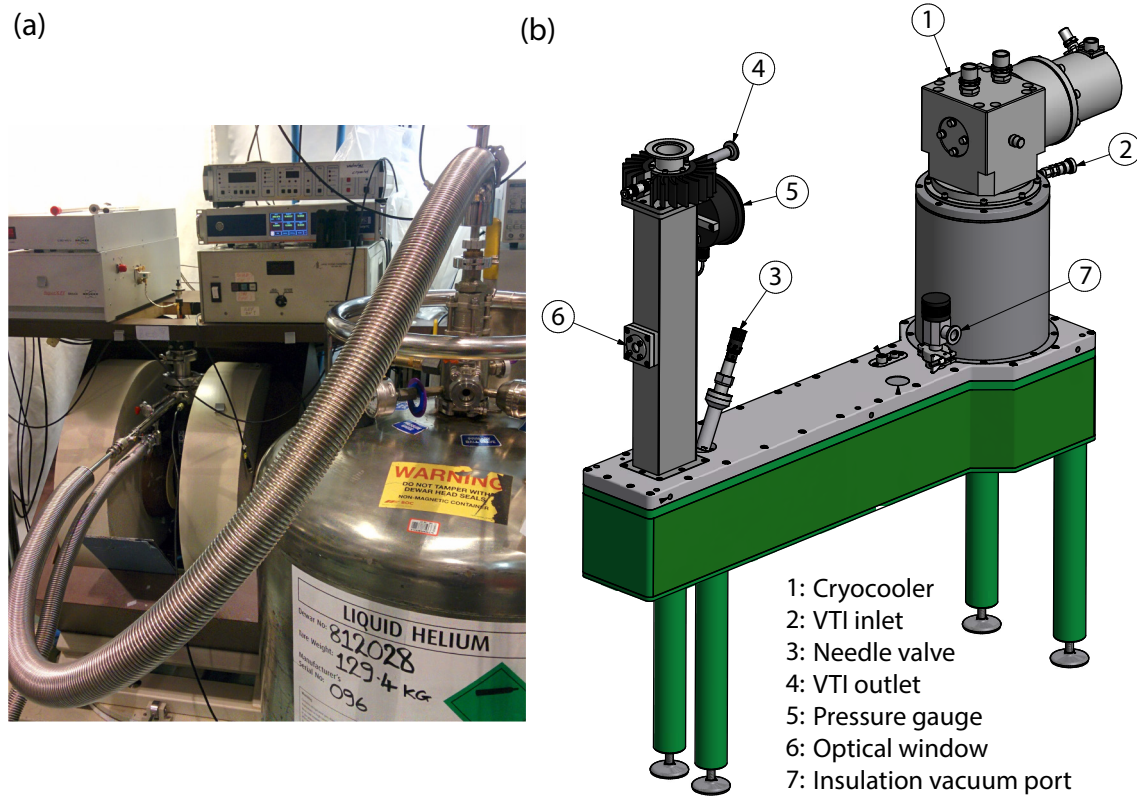 (a)
(b)
1
2
3
4
5
6
7
WARNING
DO NOT TAMPER WITH
DEWAR HEAD SEALS
NON-MAGNETIC CONTAINER
LIQUID HELIUM
Dewar No: 812028
Tare Weight: 129.4 KG
Manufacturer's
Serial No: 096
1: Cryocooler
2: VTI inlet
3: Needle valve
4: VTI outlet
5: Pressure gauge
6: Optical window
7: Insulation vacuum port